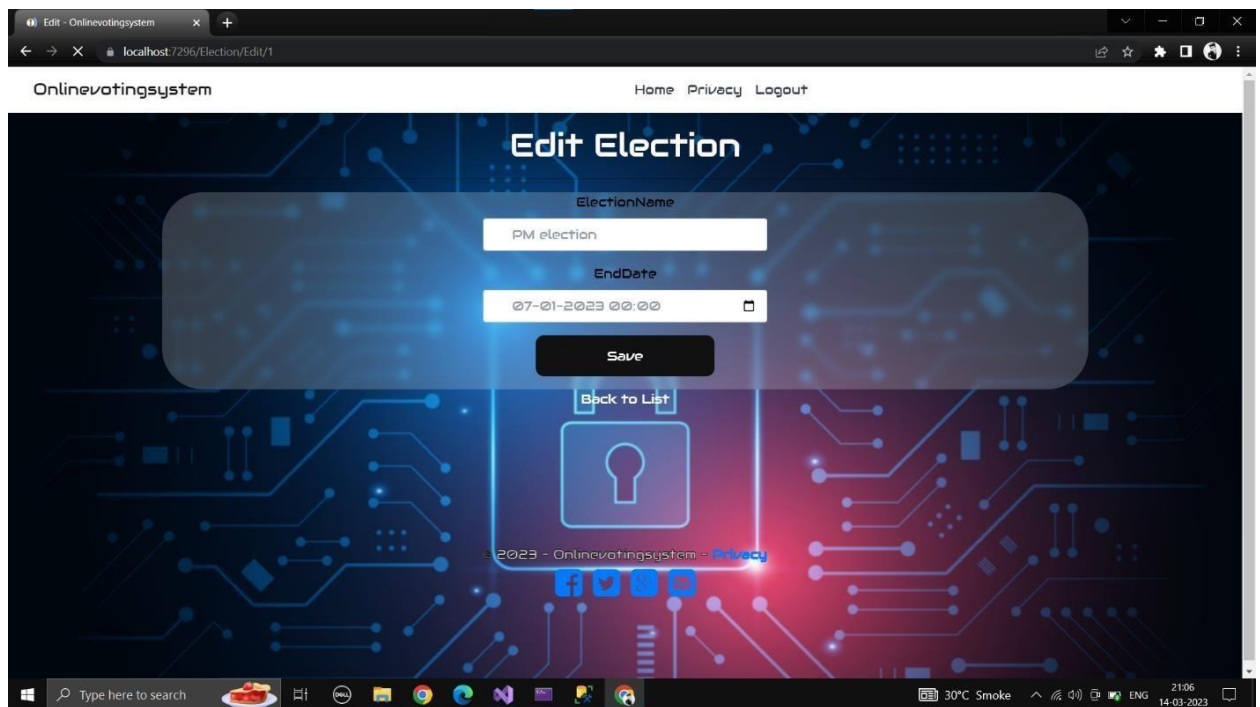 Edit - Onlinevotingsystem
localhost:7296/Election/Edit/1
Onlinevotingsystem
Home Privacy Logout
Edit Election
ElectionName
PM election
EndDate
07-01-2023 00:00
Save
Back to List
© 2023 - Onlinevotingsystem - Privacy
Type here to search
DELL
30°C Smoke
ENG
21:06
14-03-2023